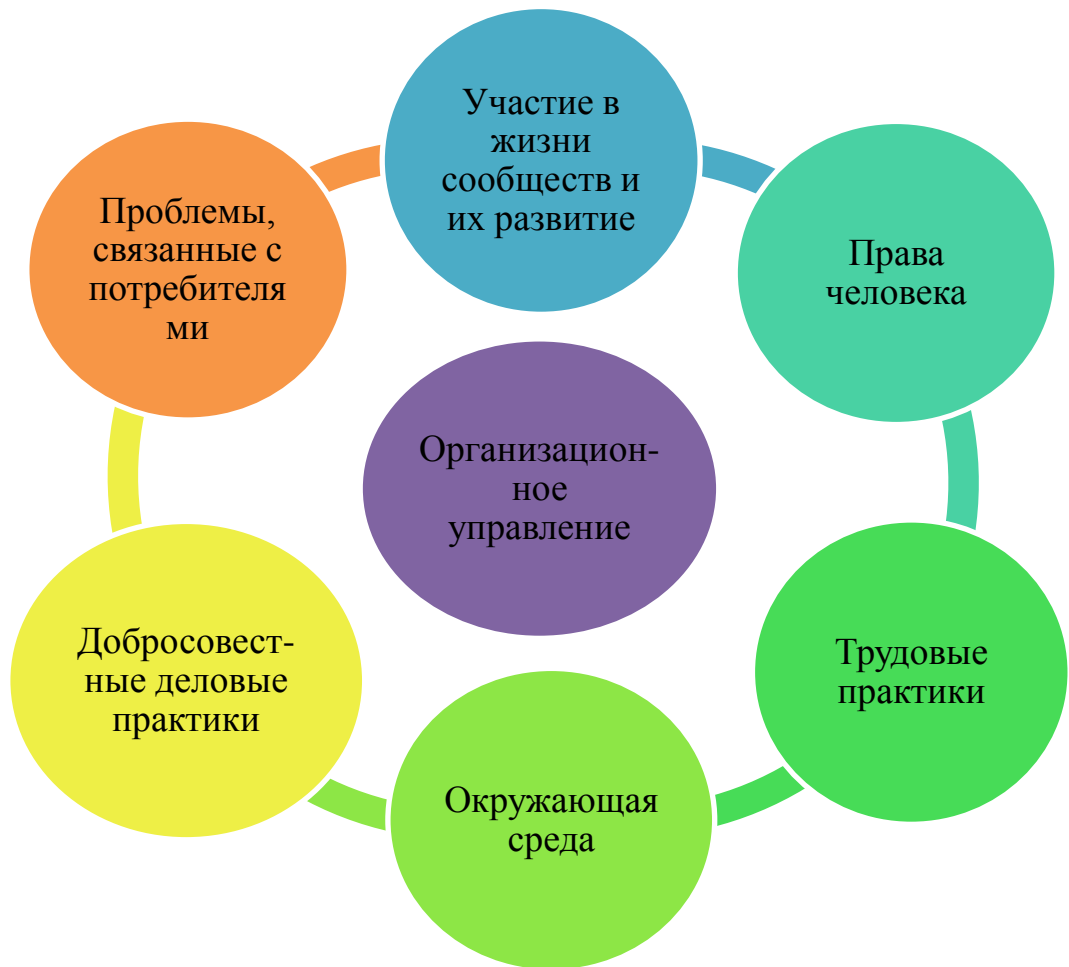 Участие в
жизни
сообществ и
их развитие
Права
человека
Трудовые
практики
Окружающая
среда
Добросовест-
ные деловые
практики
Проблемы,
связанные с
потребителя
ми
Организацион-
ное
управление